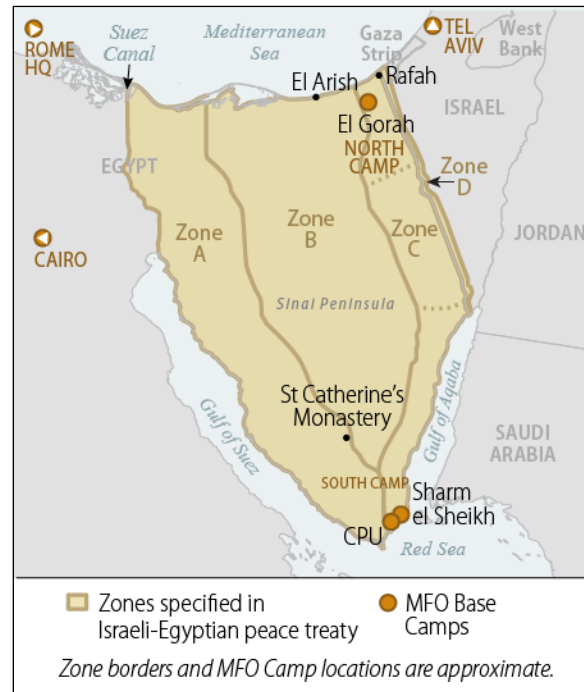 ROME
HQ
Suez
Canal
Mediterranean
Sea
Gaza
Strip
TEL
AVIV
West
Bank
El Arish
Rafah
ISRAEL
El Gorah
NORTH
CAMP
EGYPT
Zone
D
CAIRO
Zone
A
Zone
B
Zone
C
JORDAN
Sinai Peninsula
St Catherine's
Monastery
Gulf of Suez
Gulf of Aqaba
SAUDI
ARABIA
SOUTH CAMP
Sharm
el Sheikh
CPU
Red Sea
Zones specified in
Israeli-Egyptian peace treaty
MFO Base
Camps
Zone borders and MFO Camp locations are approximate.